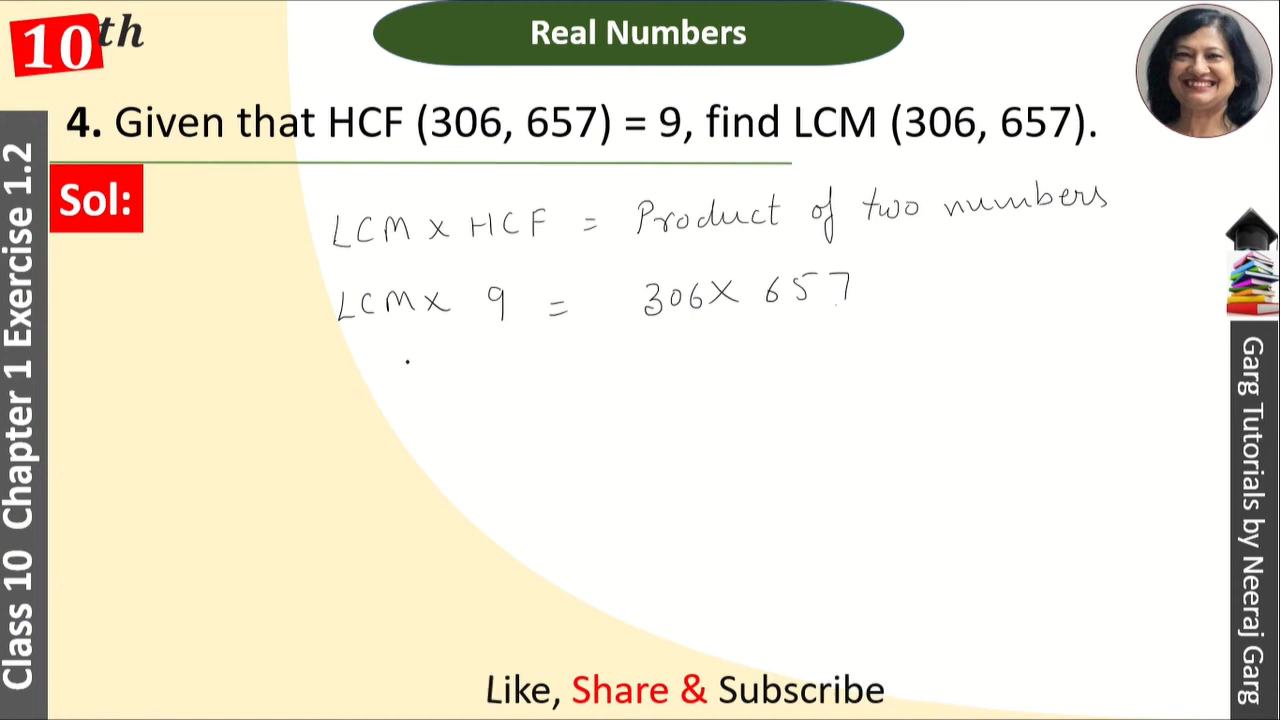 10th
Real Numbers
4. Given that HCF (306, 657) = 9, find LCM (306, 657).
Sol:
LCM x HCF = Product of two numbers
LCM x 9 = 306 x 657
Class 10 Chapter 1 Exercise 1.2
Garg Tutorials by Neeraj Garg
Like, Share & Subscribe